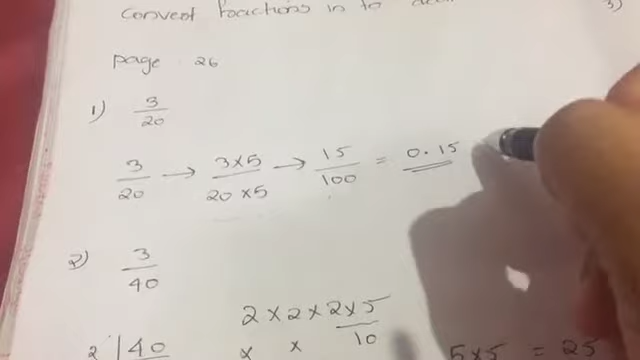 Convert fractions in to
3)
page 26
1) 3/20
3/20 → 3×5/20×5 → 15/100 = 0.15
2) 3/40
2 × 2 × 2×5/10
2 | 40 × × 5×5 = 25